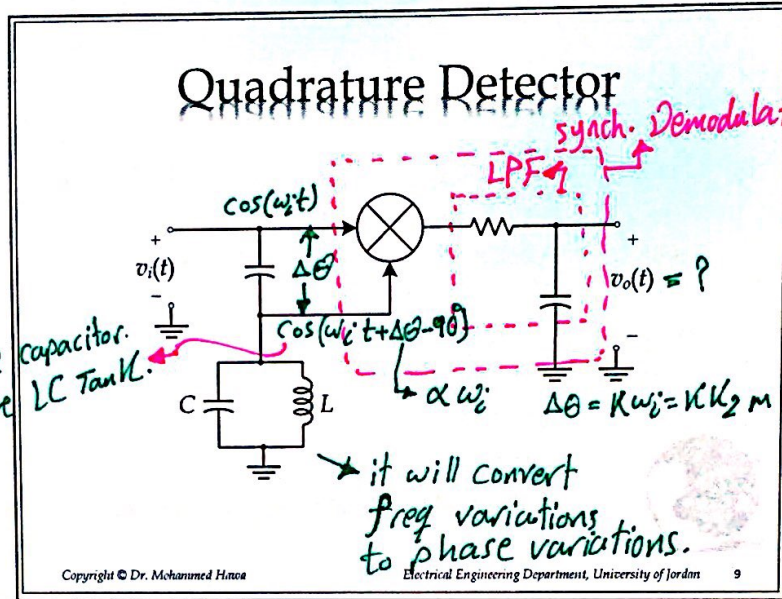 Quadrature Detector
synch. Demodula
LPF
cos(ωit)
+
vi(t)
-
Δθ
+
vo(t) = ?
-
cos(ωi t+Δθ-90)
capacitor.
LC Tank.
C
L
α ωi
Δθ = Kωi = KK2 m
it will convert
freq variations
to phase variations.
Copyright © Dr. Mohammed Hawa
Electrical Engineering Department, University of Jordan
9